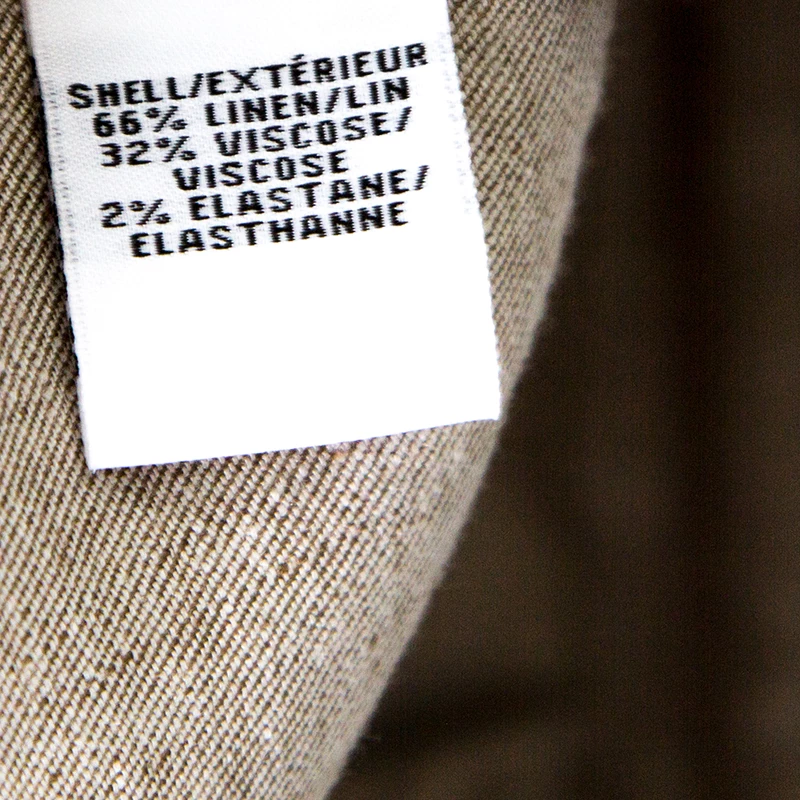 SHELL/EXTÉRIEUR
66% LINEN/LIN
32% VISCOSE/
VISCOSE
2% ELASTANE/
ELASTHANNE